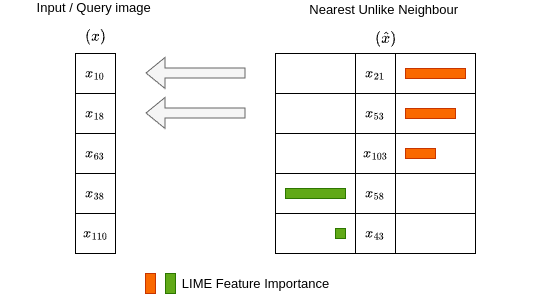 Input / Query image Nearest Unlike Neighbour
(x) (x̂)
x₁₀ x₂₁
x₁₈ x₅₃
x₆₃ x₁₀₃
x₃₈ x₅₈
x₁₁₀ x₄₃
LIME Feature Importance